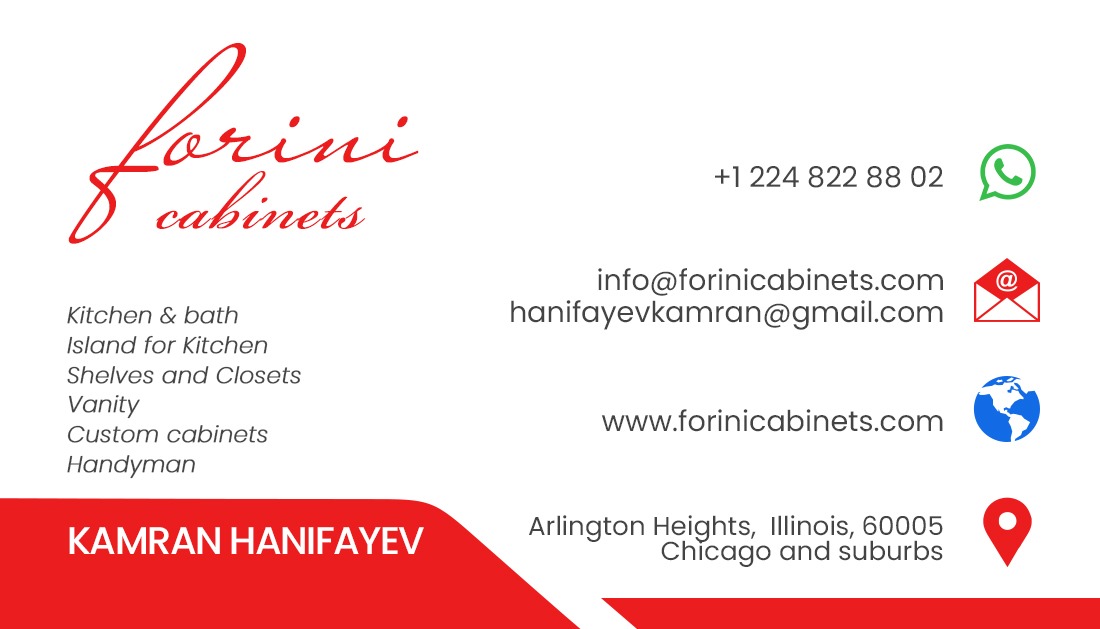 forini
cabinets
Kitchen & bath
Island for Kitchen
Shelves and Closets
Vanity
Custom cabinets
Handyman
KAMRAN HANIFAYEV
+1 224 822 88 02
@
info@forinicabinets.com
hanifayevkamran@gmail.com
www.forinicabinets.com
Arlington Heights,  Illinois, 60005
Chicago and suburbs